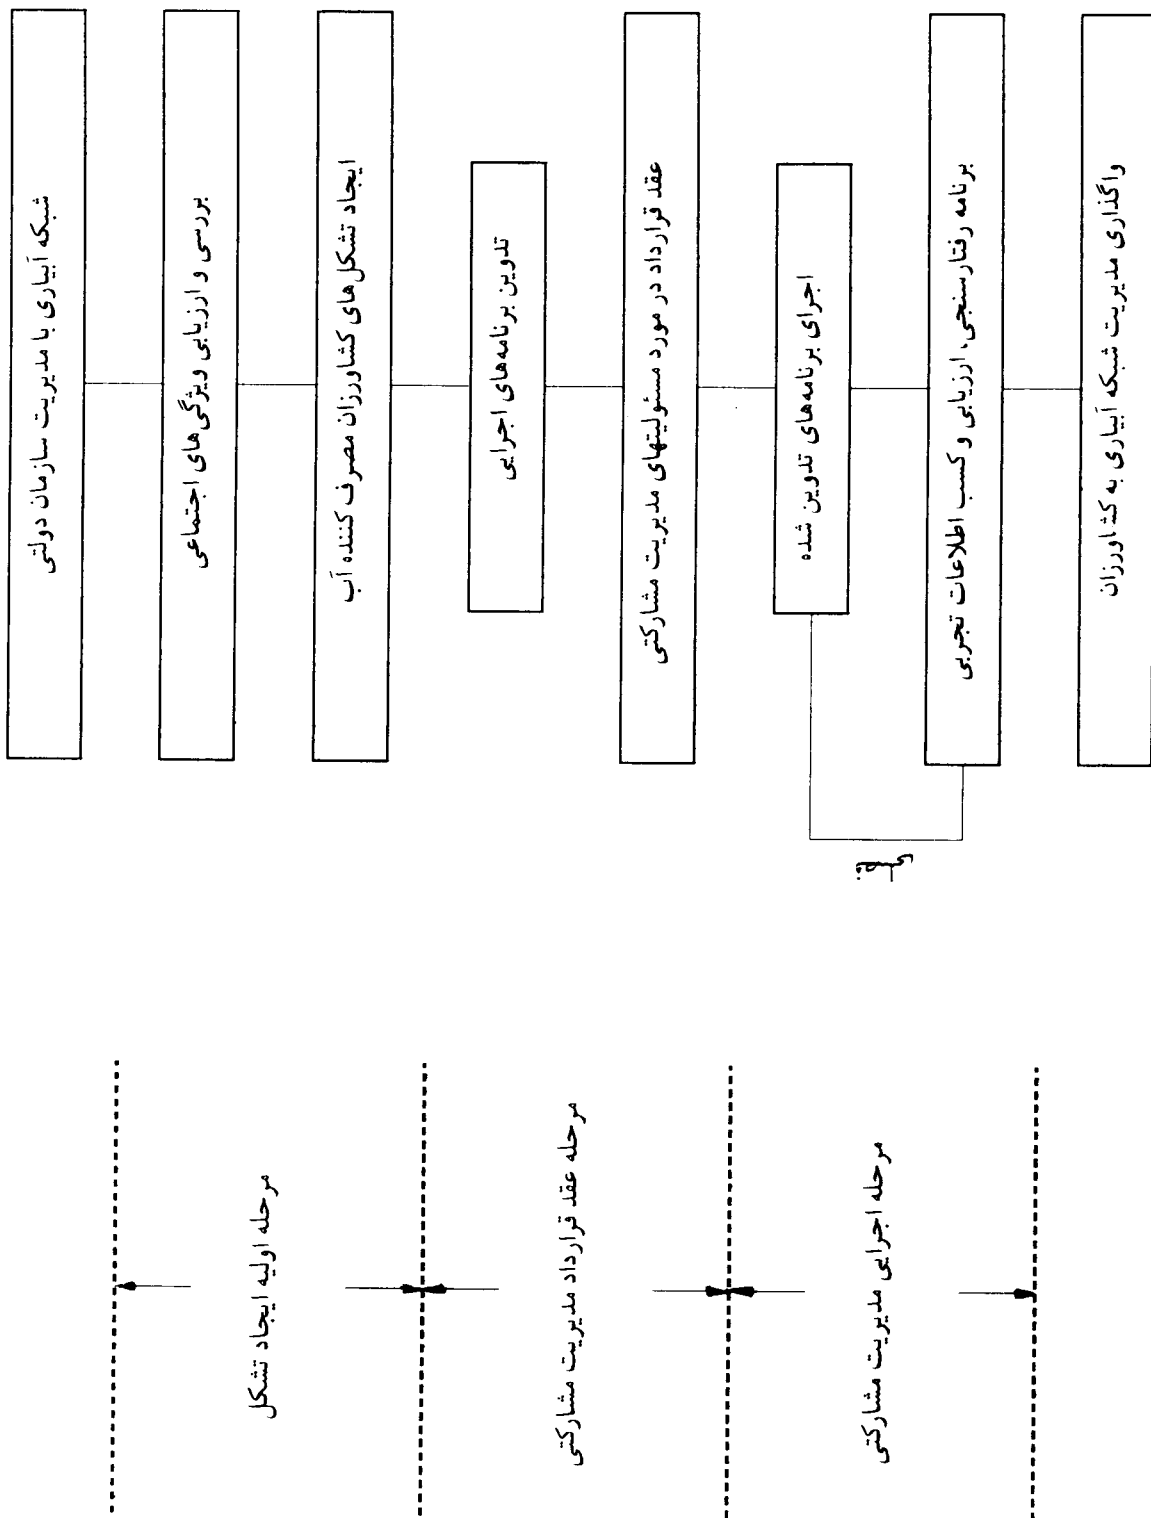 شبکه آبیاری با مدیریت سازمان دولتی
بررسی و ارزیابی ویژگی‌های اجتماعی
ایجاد تشکل‌های کشاورزان مصرف کننده آب
تدوین برنامه‌های اجرایی
عقد قرارداد در مورد مسئولیتهای مدیریت مشارکتی
اجرای برنامه‌های تدوین شده
برنامه رفتارسنجی، ارزیابی و کسب اطلاعات تجربی
واگذاری مدیریت شبکه آبیاری به کشاورزان
مرحله اولیه ایجاد تشکل
مرحله عقد قرارداد مدیریت مشارکتی
مرحله اجرایی مدیریت مشارکتی